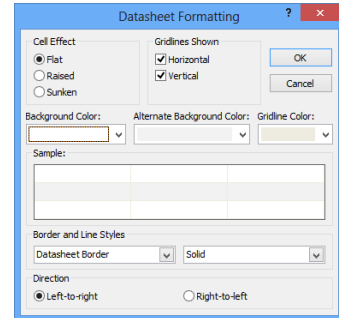 Datasheet Formatting ? ×
Cell Effect Gridlines Shown
Flat Horizontal OK
Raised Vertical
Sunken Cancel
Background Color: Alternate Background Color: Gridline Color:
Sample:
Border and Line Styles
Datasheet Border Solid
Direction
Left-to-right Right-to-left